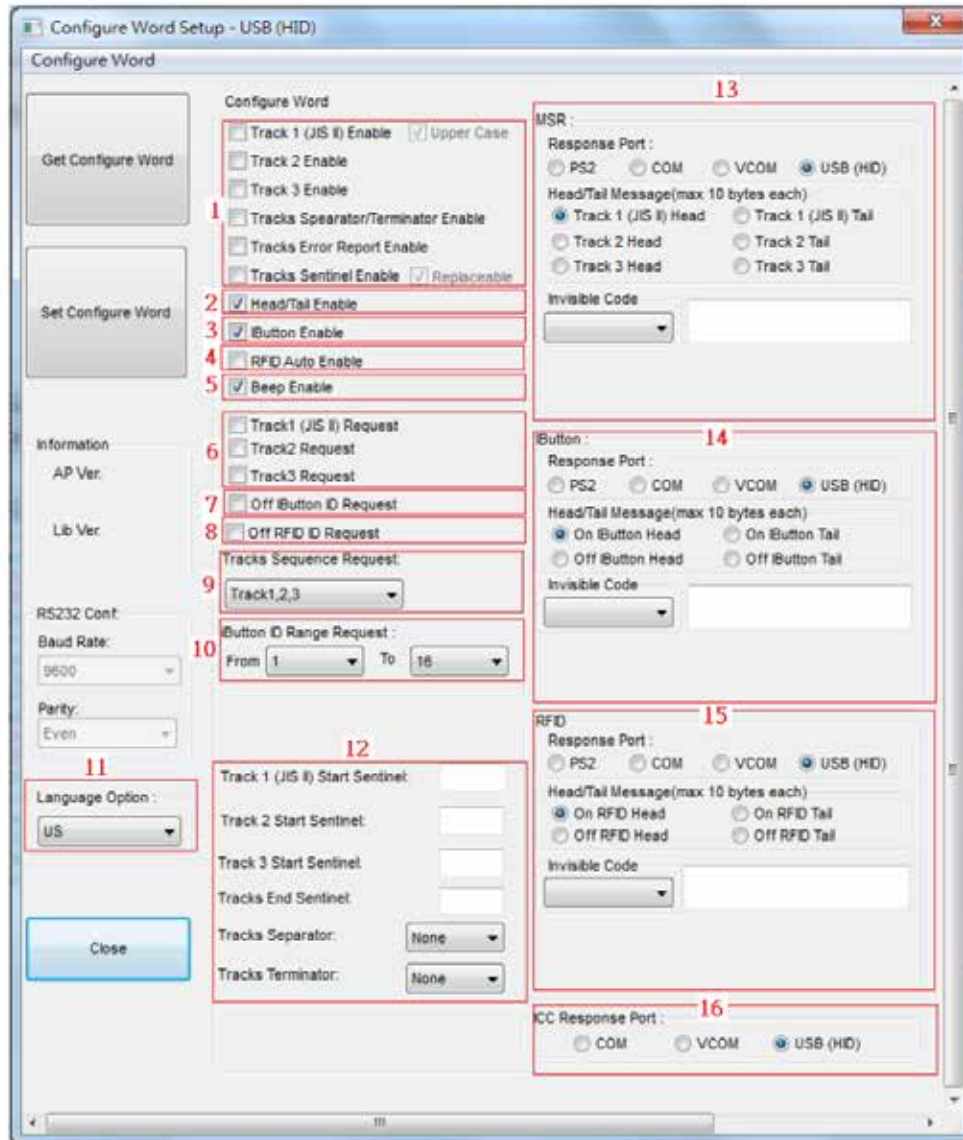 Configure Word Setup - USB (HID)
Configure Word
Get Configure Word
Set Configure Word
Information
AP Ver.
Lib Ver.
RS232 Conf:
Baud Rate:
9600
Parity:
Even
11
Language Option :
US
Close
Configure Word
1
Track 1 (JIS II) Enable Upper Case
Track 2 Enable
Track 3 Enable
Tracks Spearator/Terminator Enable
Tracks Error Report Enable
Tracks Sentinel Enable Replaceable
2 Head/Tail Enable
3 IButton Enable
4 RFID Auto Enable
5 Beep Enable
6
Track1 (JIS II) Request
Track2 Request
Track3 Request
7 Off IButton ID Request
8 Off RFID ID Request
9
Tracks Sequence Request:
Track1,2,3
10
IButton ID Range Request :
From 1 To 16
12
Track 1 (JIS II) Start Sentinel:
Track 2 Start Sentinel:
Track 3 Start Sentinel:
Tracks End Sentinel:
Tracks Separator: None
Tracks Terminator: None
13
MSR :
Response Port :
PS2 COM VCOM USB (HID)
Head/Tail Message(max 10 bytes each)
Track 1 (JIS II) Head Track 1 (JIS II) Tail
Track 2 Head Track 2 Tail
Track 3 Head Track 3 Tail
Invisible Code
14
IButton :
Response Port :
PS2 COM VCOM USB (HID)
Head/Tail Message(max 10 bytes each)
On IButton Head On IButton Tail
Off IButton Head Off IButton Tail
Invisible Code
15
RFID
Response Port :
PS2 COM VCOM USB (HID)
Head/Tail Message(max 10 bytes each)
On RFID Head On RFID Tail
Off RFID Head Off RFID Tail
Invisible Code
16
ICC Response Port :
COM VCOM USB (HID)